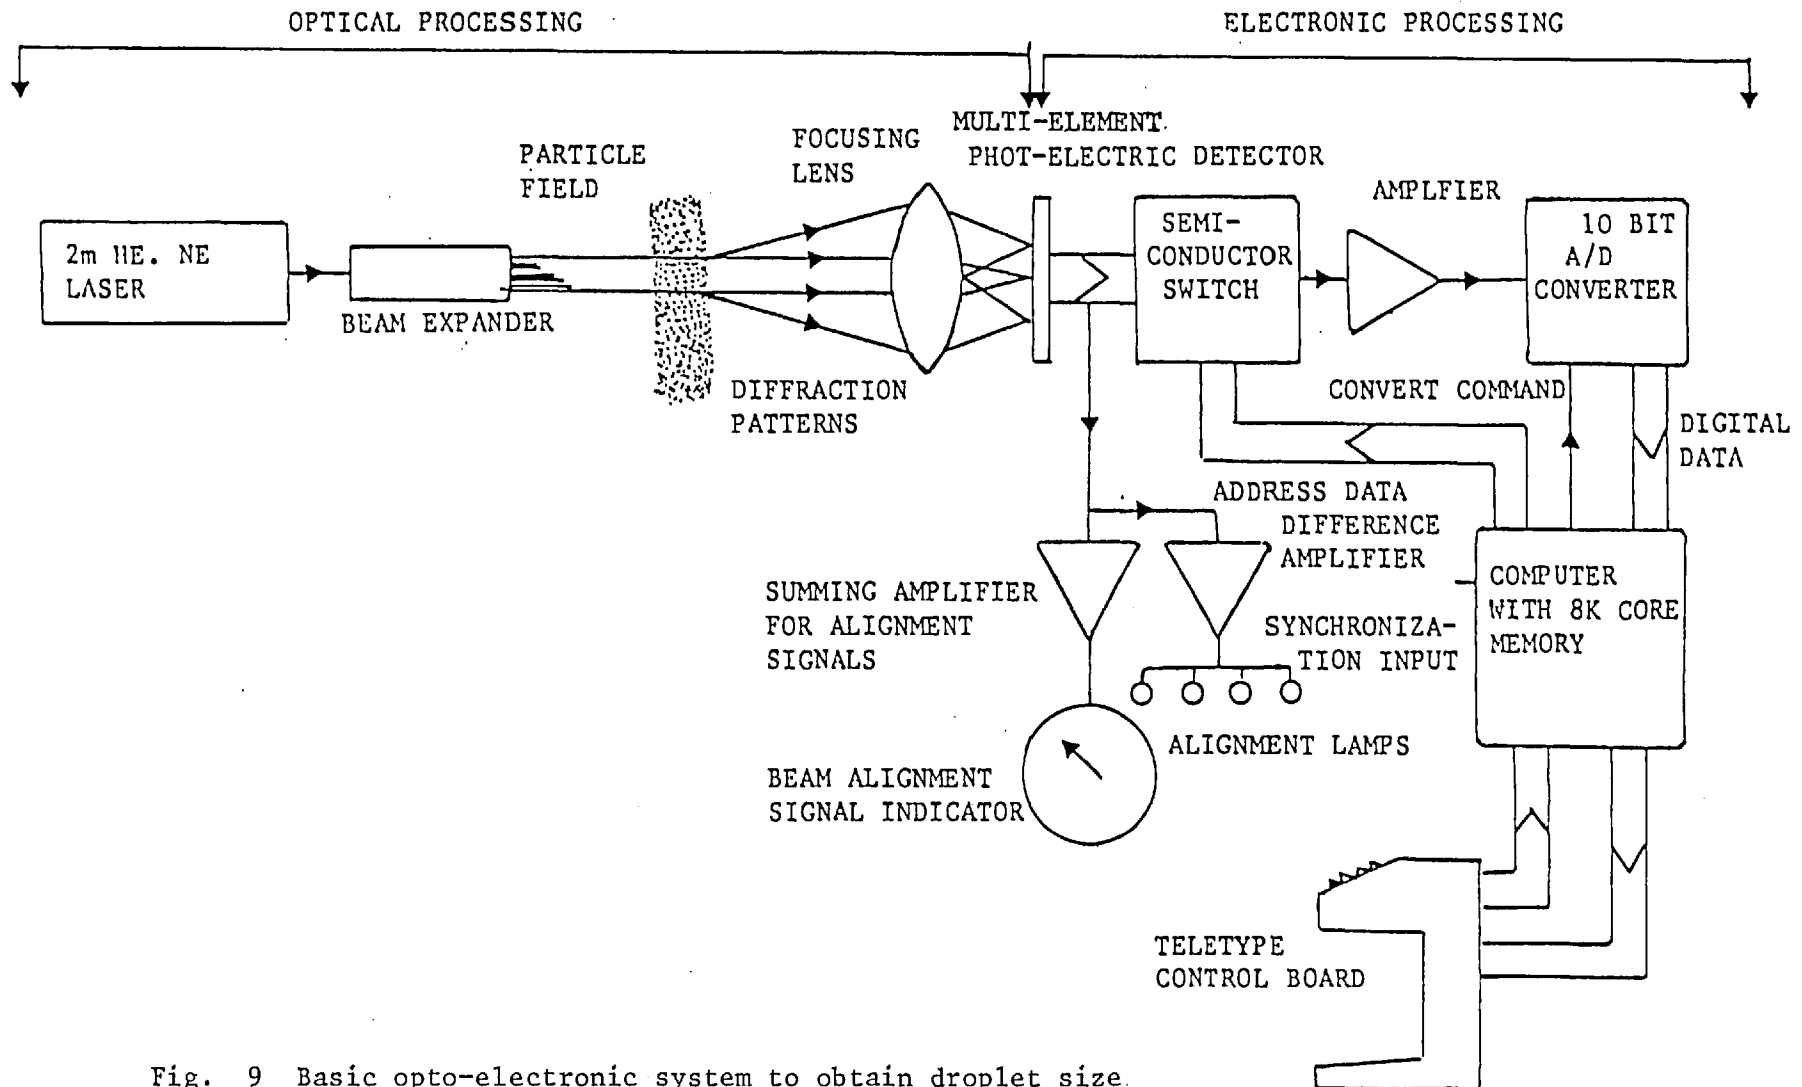 OPTICAL PROCESSING
ELECTRONIC PROCESSING
MULTI-ELEMENT
PHOT-ELECTRIC DETECTOR
FOCUSING
LENS
PARTICLE
FIELD
AMPLFIER
2m HE. NE
LASER
BEAM EXPANDER
SEMI-
CONDUCTOR
SWITCH
10 BIT
A/D
CONVERTER
DIFFRACTION
PATTERNS
CONVERT COMMAND
DIGITAL
DATA
ADDRESS DATA
DIFFERENCE
AMPLIFIER
SUMMING AMPLIFIER
FOR ALIGNMENT
SIGNALS
SYNCHRONIZA-
TION INPUT
COMPUTER
WITH 8K CORE
MEMORY
ALIGNMENT LAMPS
BEAM ALIGNMENT
SIGNAL INDICATOR
TELETYPE
CONTROL BOARD
Fig. 9 Basic opto-electronic system to obtain droplet size